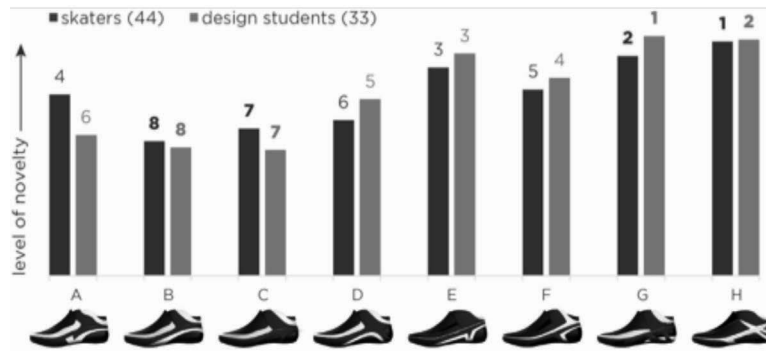 ■ skaters (44) ■ design students (33)
level of novelty
4 6 8 8 7 7 6 5 3 3 5 4 2 1 1 2
A B C D E F G H